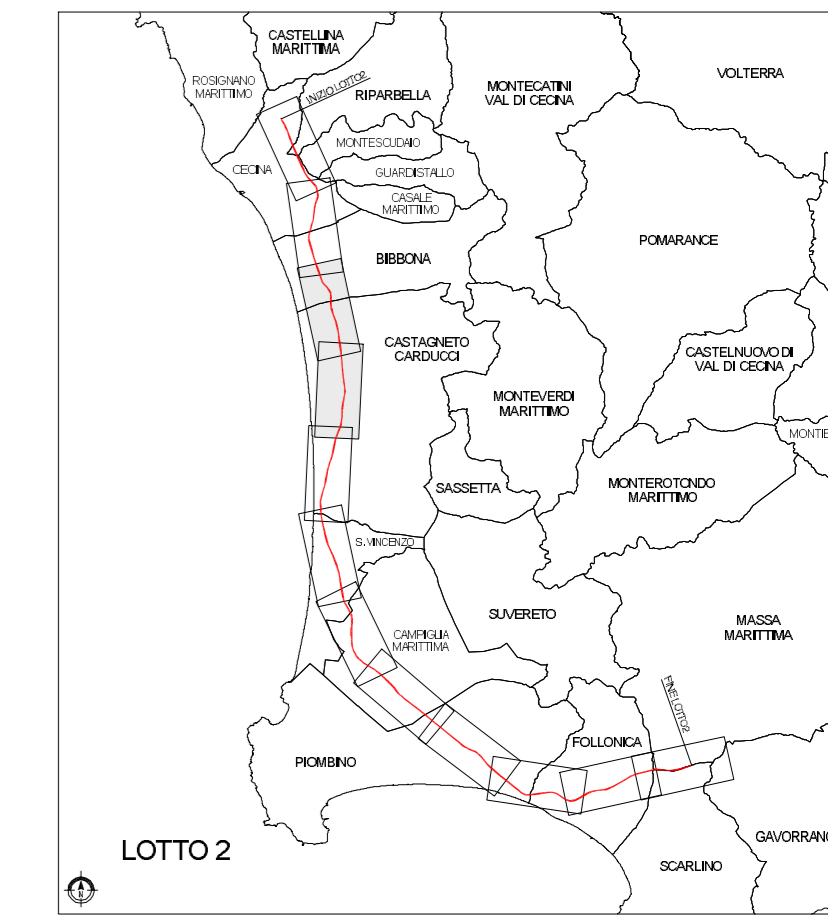 CASTELLINA
MARITTIMA
VOLTERRA
ROSIGNANO
MARITTIMO
INIZIO LOTTO2
RIPARBELLA
MONTECATINI
VAL DI CECINA
MONTESCUDAIO
CECINA
GUARDISTALLO
CASALE
MARITTIMO
POMARANCE
BIBBONA
CASTAGNETO
CARDUCCI
CASTELNUOVO DI
VAL DI CECINA
MONTEVERDI
MARITTIMO
MONTIE
SASSETTA
MONTEROTONDO
MARITTIMO
S. VINCENZO
SUVERETO
MASSA
MARITTIMA
CAMPIGLIA
MARITTIMA
FINE LOTTO2
FOLLONICA
PIOMBINO
GAVORRANO
LOTTO 2
SCARLINO
N